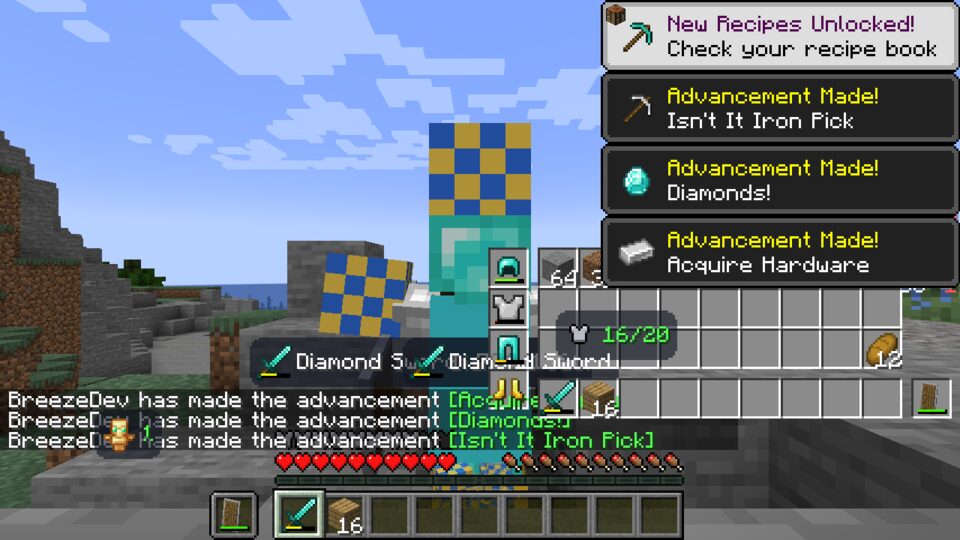 New Recipes Unlocked!
Check your recipe book
Advancement Made!
Isn't It Iron Pick
Advancement Made!
Diamonds!
Advancement Made!
Acquire Hardware
64
16/20
12
Diamond Diamond Sword
16
BreezeDev has made the advancement
BreezeDev has made the advancement [Diamonds!]
has made the advancement [Isn't It Iron Pick]
1
16